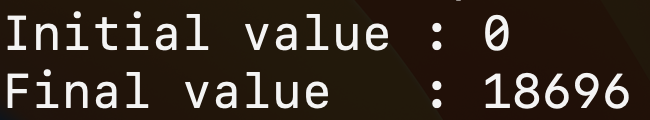 Initial value : 0
Final value   : 18696